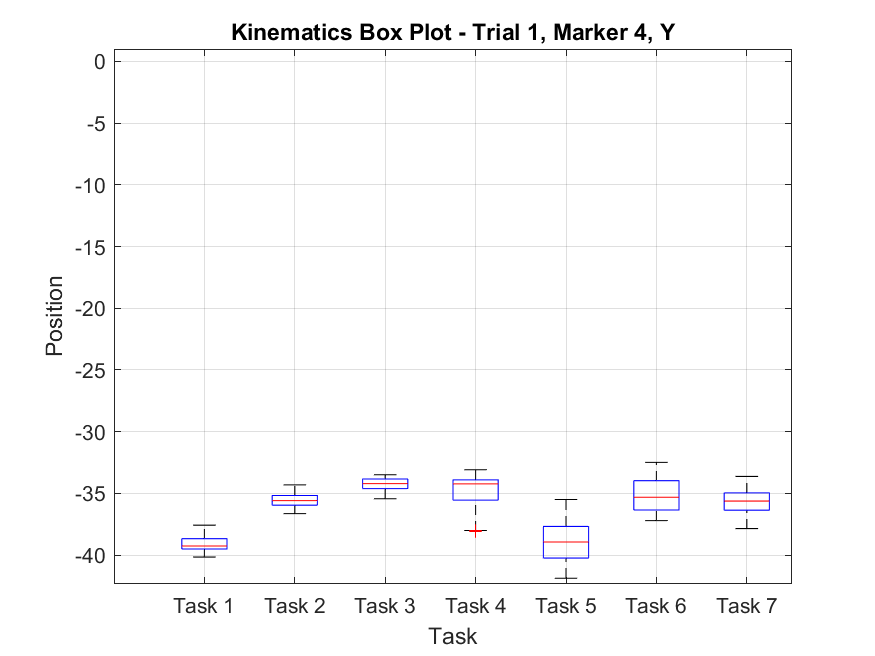 Kinematics Box Plot - Trial 1, Marker 4, Y
0
-5
-10
-15
-20
-25
-30
-35
-40
Position
Task 1 Task 2 Task 3 Task 4 Task 5 Task 6 Task 7
Task